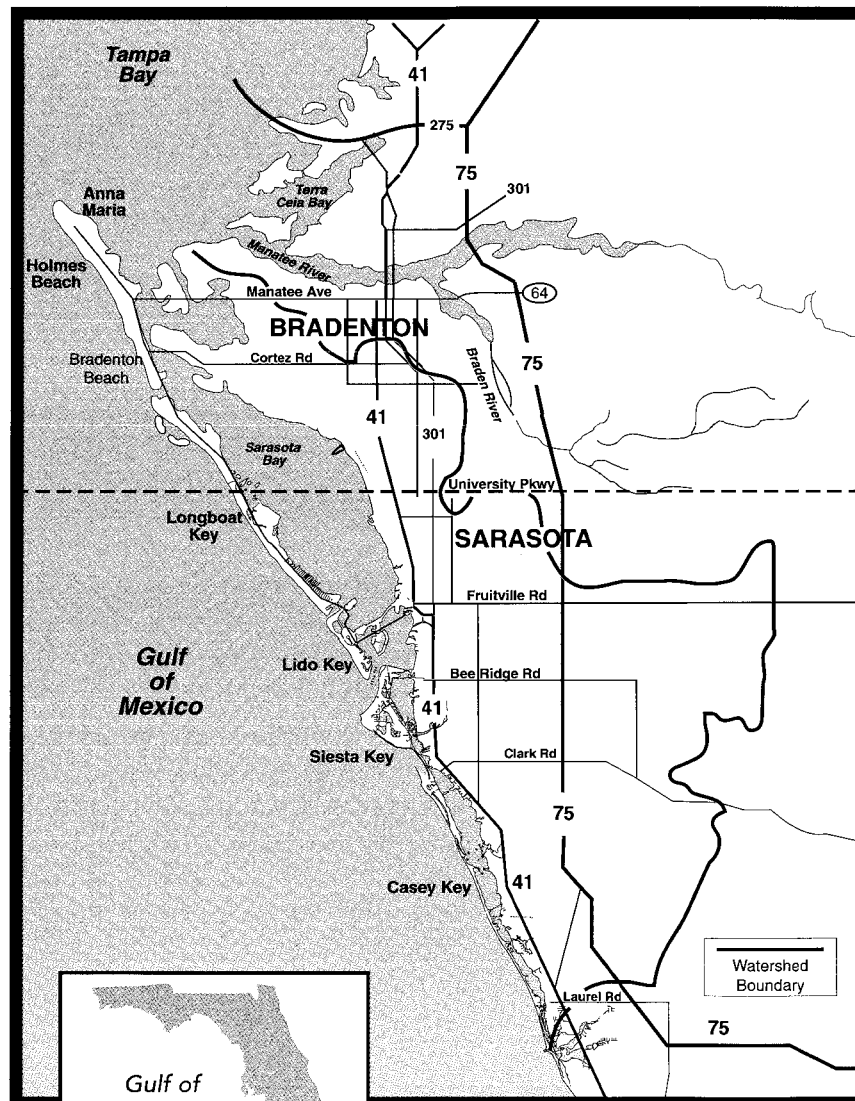 Tampa
Bay
41
275
75
301
Terra
Ceia Bay
Anna
Maria
Manatee River
Holmes
Beach
Manatee Ave
64
BRADENTON
Bradenton
Beach
Cortez Rd
75
Braden River
41
301
Sarasota
Bay
University Pkwy
Longboat
Key
SARASOTA
Fruitville Rd
Gulf
of
Mexico
Lido Key
Bee Ridge Rd
41
Siesta Key
Clark Rd
75
Casey Key
41
Watershed
Boundary
Laurel Rd
75
Gulf of